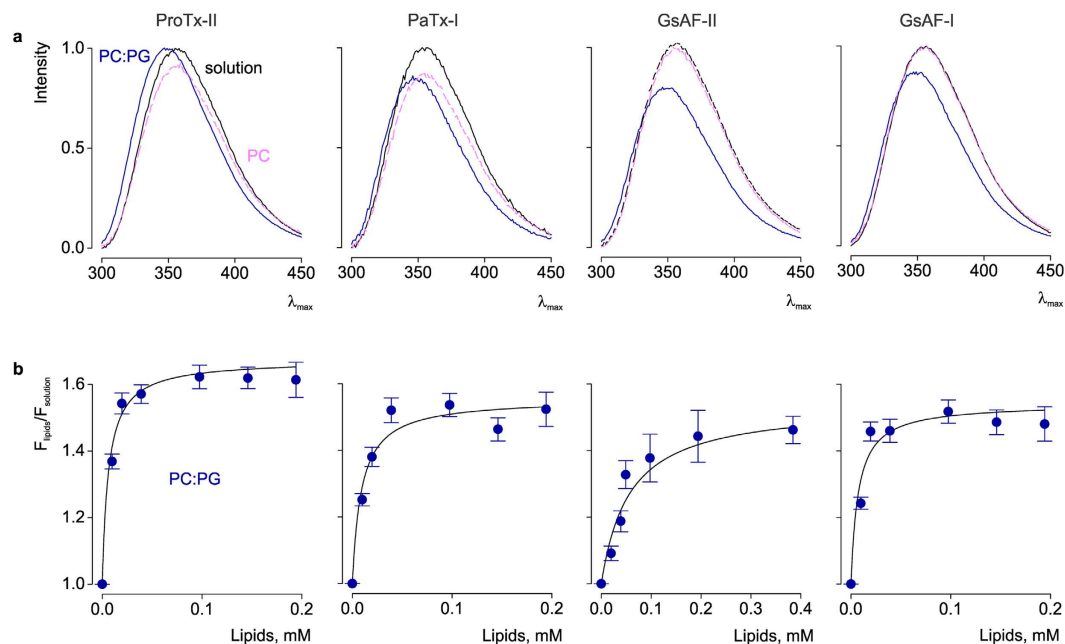 ProTx-II PaTx-I GsAF-II GsAF-I
a
PC:PG
solution
PC
Intensity
1.0
0.5
0.0
300 350 400 450 300 350 400 450 300 350 400 450 300 350 400 450
λmax λmax λmax λmax
b
Flipids/Fsolution
1.6
1.4
1.2
1.0
PC:PG
0.0 0.1 0.2 0.0 0.1 0.2 0.0 0.1 0.2 0.3 0.4 0.0 0.1 0.2
Lipids, mM Lipids, mM Lipids, mM Lipids, mM